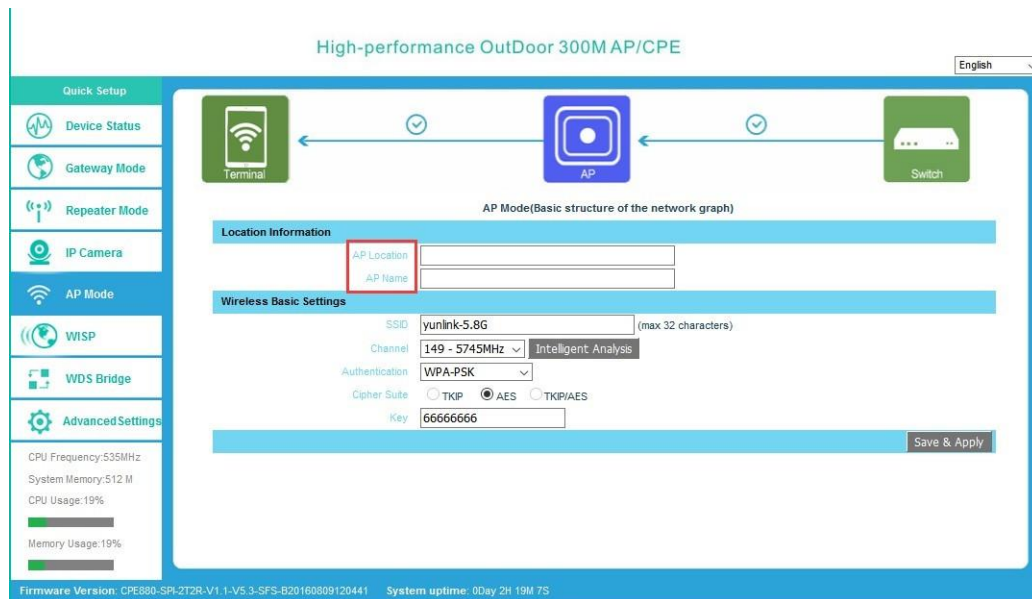 High-performance OutDoor 300M AP/CPE
English
Quick Setup
Device Status
Gateway Mode
Repeater Mode
IP Camera
AP Mode
WISP
WDS Bridge
Advanced Settings
CPU Frequency:535MHz
System Memory:512 M
CPU Usage:19%
Memory Usage:19%
Terminal
AP
Switch
AP Mode(Basic structure of the network graph)
Location Information
AP Location
AP Name
Wireless Basic Settings
SSID yunlink-5.8G (max 32 characters)
Channel 149 - 5745MHz Intelligent Analysis
Authentication WPA-PSK
Cipher Suite TKIP AES TKIP/AES
Key 66666666
Save & Apply
Firmware Version: CPE880-SPI-2T2R-V1.1-V5.3-SFS-B20160809120441 System uptime: 0Day 2H 19M 7S